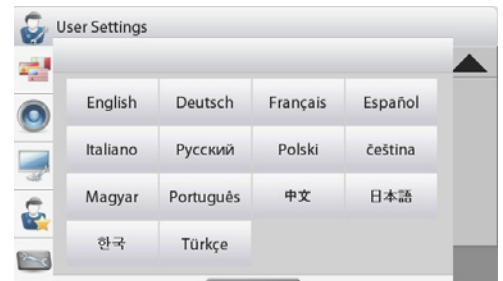 User Settings
English Deutsch Français Español
Italiano Русский Polski čeština
Magyar Português 中文 日本語
한국 Türkçe